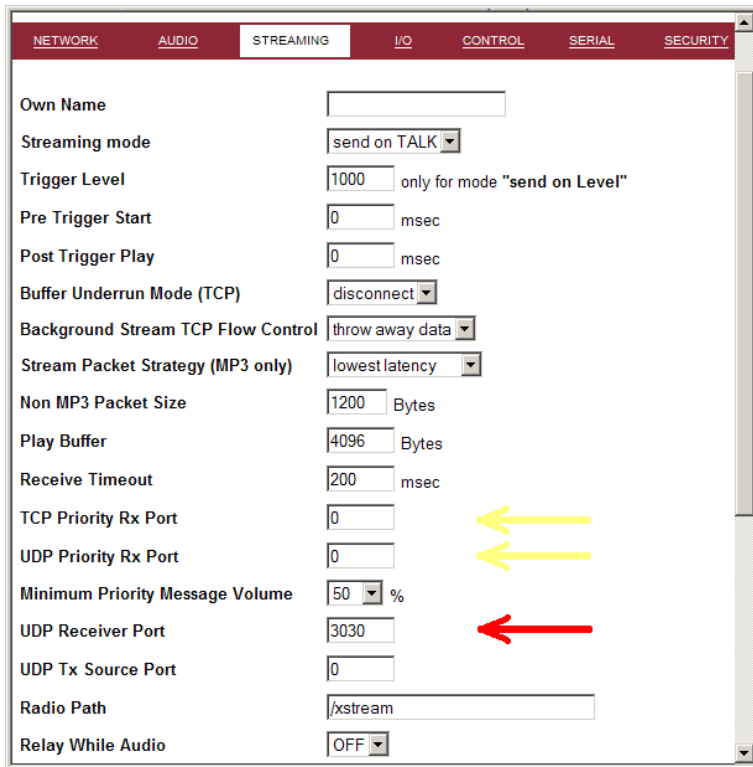 NETWORK AUDIO STREAMING I/O CONTROL SERIAL SECURITY
Own Name
Streaming mode send on TALK
Trigger Level 1000 only for mode "send on Level"
Pre Trigger Start 0 msec
Post Trigger Play 0 msec
Buffer Underrun Mode (TCP) disconnect
Background Stream TCP Flow Control throw away data
Stream Packet Strategy (MP3 only) lowest latency
Non MP3 Packet Size 1200 Bytes
Play Buffer 4096 Bytes
Receive Timeout 200 msec
TCP Priority Rx Port 0
UDP Priority Rx Port 0
Minimum Priority Message Volume 50 %
UDP Receiver Port 3030
UDP Tx Source Port 0
Radio Path /xstream
Relay While Audio OFF